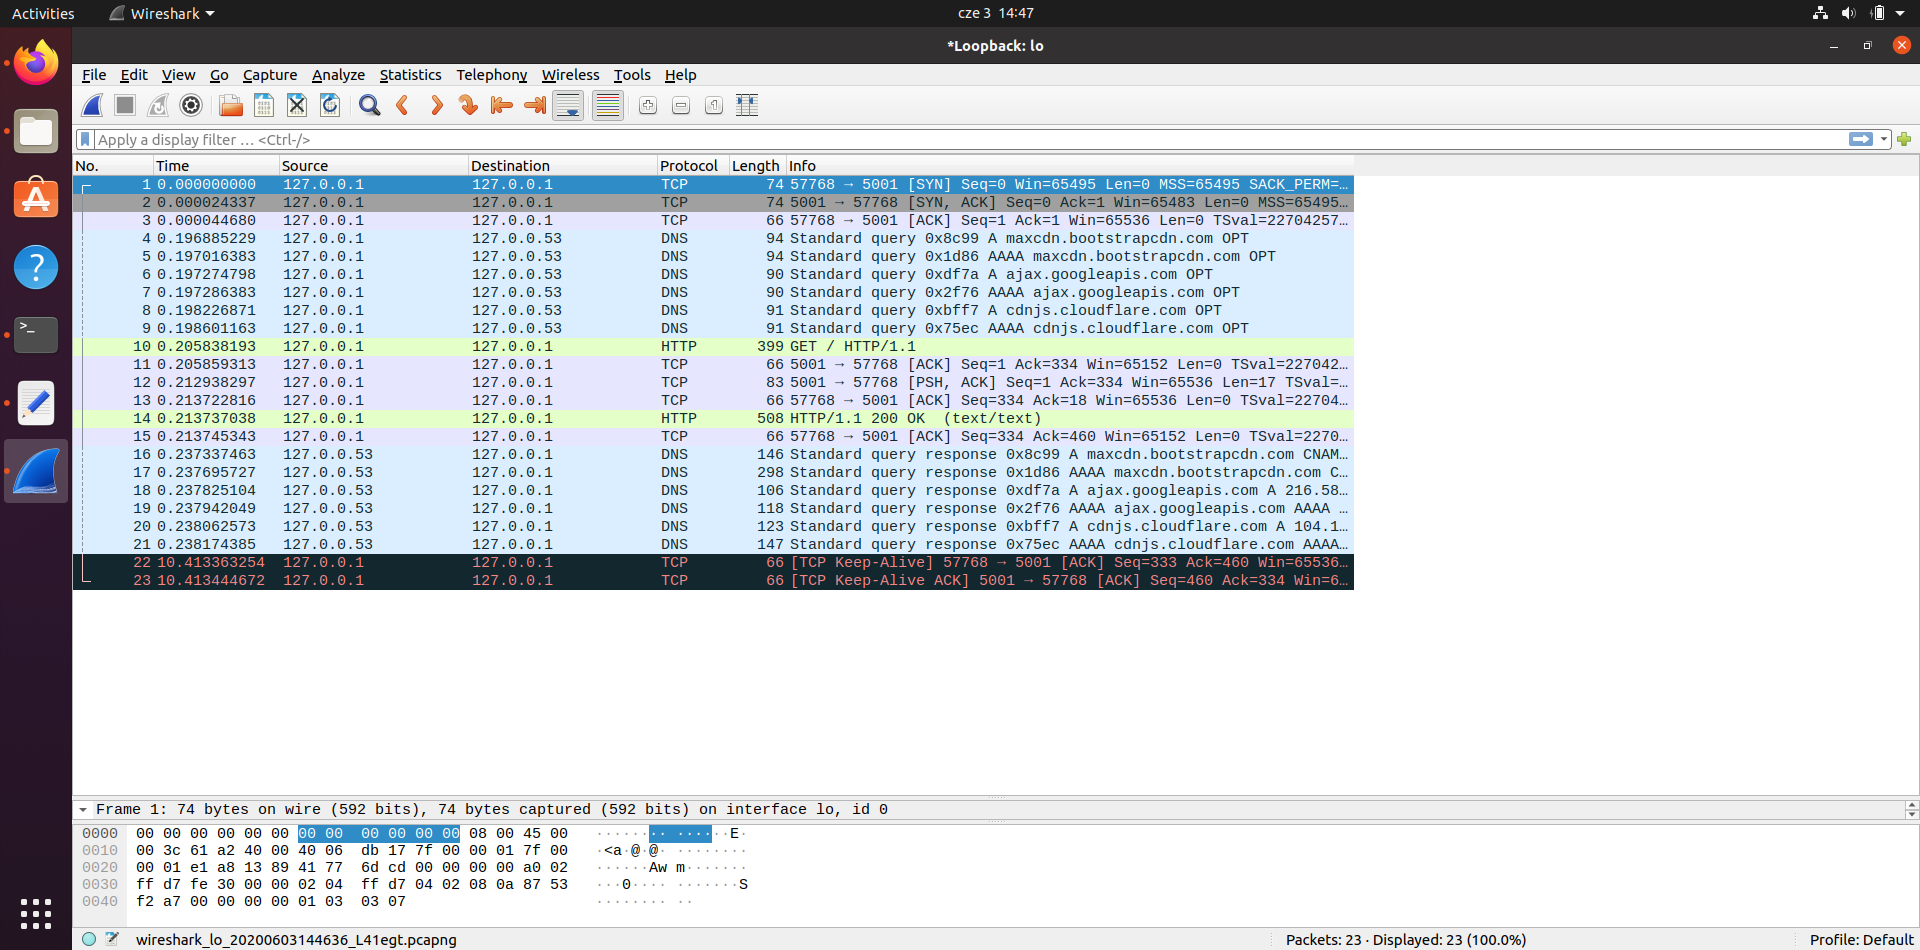 Activities Wireshark cze 3 14:47
*Loopback: lo
File Edit View Go Capture Analyze Statistics Telephony Wireless Tools Help
Apply a display filter … <Ctrl-/>
No. Time Source Destination Protocol Length Info
1 0.000000000 127.0.0.1 127.0.0.1 TCP 74 57768 → 5001 [SYN] Seq=0 Win=65495 Len=0 MSS=65495 SACK_PERM=…
2 0.000024337 127.0.0.1 127.0.0.1 TCP 74 5001 → 57768 [SYN, ACK] Seq=0 Ack=1 Win=65483 Len=0 MSS=65495…
3 0.000044680 127.0.0.1 127.0.0.1 TCP 66 57768 → 5001 [ACK] Seq=1 Ack=1 Win=65536 Len=0 TSval=22704257…
4 0.196885229 127.0.0.1 127.0.0.53 DNS 94 Standard query 0x8c99 A maxcdn.bootstrapcdn.com OPT
5 0.197016383 127.0.0.1 127.0.0.53 DNS 94 Standard query 0x1d86 AAAA maxcdn.bootstrapcdn.com OPT
6 0.197274798 127.0.0.1 127.0.0.53 DNS 90 Standard query 0xdf7a A ajax.googleapis.com OPT
7 0.197286383 127.0.0.1 127.0.0.53 DNS 90 Standard query 0x2f76 AAAA ajax.googleapis.com OPT
8 0.198226871 127.0.0.1 127.0.0.53 DNS 91 Standard query 0xbff7 A cdnjs.cloudflare.com OPT
9 0.198601163 127.0.0.1 127.0.0.53 DNS 91 Standard query 0x75ec AAAA cdnjs.cloudflare.com OPT
10 0.205838193 127.0.0.1 127.0.0.1 HTTP 399 GET / HTTP/1.1
11 0.205859313 127.0.0.1 127.0.0.1 TCP 66 5001 → 57768 [ACK] Seq=1 Ack=334 Win=65152 Len=0 TSval=227042…
12 0.212938297 127.0.0.1 127.0.0.1 TCP 83 5001 → 57768 [PSH, ACK] Seq=1 Ack=334 Win=65536 Len=17 TSval=…
13 0.213722816 127.0.0.1 127.0.0.1 TCP 66 57768 → 5001 [ACK] Seq=334 Ack=18 Win=65536 Len=0 TSval=22704…
14 0.213737038 127.0.0.1 127.0.0.1 HTTP 508 HTTP/1.1 200 OK (text/text)
15 0.213745343 127.0.0.1 127.0.0.1 TCP 66 57768 → 5001 [ACK] Seq=334 Ack=460 Win=65152 Len=0 TSval=2270…
16 0.237337463 127.0.0.53 127.0.0.1 DNS 146 Standard query response 0x8c99 A maxcdn.bootstrapcdn.com CNAM…
17 0.237695727 127.0.0.53 127.0.0.1 DNS 298 Standard query response 0x1d86 AAAA maxcdn.bootstrapcdn.com C…
18 0.237825104 127.0.0.53 127.0.0.1 DNS 106 Standard query response 0xdf7a A ajax.googleapis.com A 216.58…
19 0.237942049 127.0.0.53 127.0.0.1 DNS 118 Standard query response 0x2f76 AAAA ajax.googleapis.com AAAA …
20 0.238062573 127.0.0.53 127.0.0.1 DNS 123 Standard query response 0xbff7 A cdnjs.cloudflare.com A 104.1…
21 0.238174385 127.0.0.53 127.0.0.1 DNS 147 Standard query response 0x75ec AAAA cdnjs.cloudflare.com AAAA…
22 10.413363254 127.0.0.1 127.0.0.1 TCP 66 [TCP Keep-Alive] 57768 → 5001 [ACK] Seq=333 Ack=460 Win=65536…
23 10.413444672 127.0.0.1 127.0.0.1 TCP 66 [TCP Keep-Alive ACK] 5001 → 57768 [ACK] Seq=460 Ack=334 Win=6…
Frame 1: 74 bytes on wire (592 bits), 74 bytes captured (592 bits) on interface lo, id 0
0000 00 00 00 00 00 00 00 00 00 00 00 00 08 00 45 00 ········ ······E·
0010 00 3c 61 a2 40 00 40 06 db 17 7f 00 00 01 7f 00 ·<a·@·@· ········
0020 00 01 e1 a8 13 89 41 77 6d cd 00 00 00 00 a0 02 ······Aw m·······
0030 ff d7 fe 30 00 00 02 04 ff d7 04 02 08 0a 87 53 ···0···· ·······S
0040 f2 a7 00 00 00 00 01 03 03 07 ········ ··
wireshark_lo_20200603144636_L41egt.pcapng Packets: 23 · Displayed: 23 (100.0%) Profile: Default